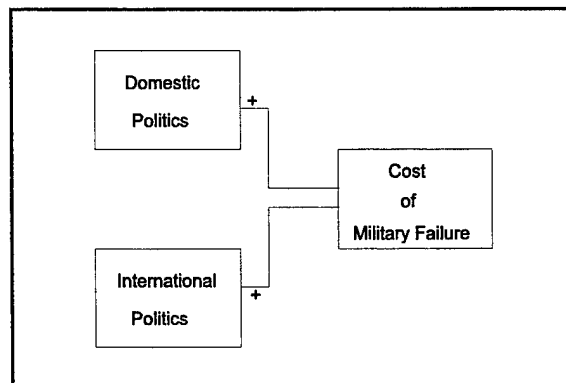 Domestic
Politics
+
Cost
of
Military Failure
International
Politics
+